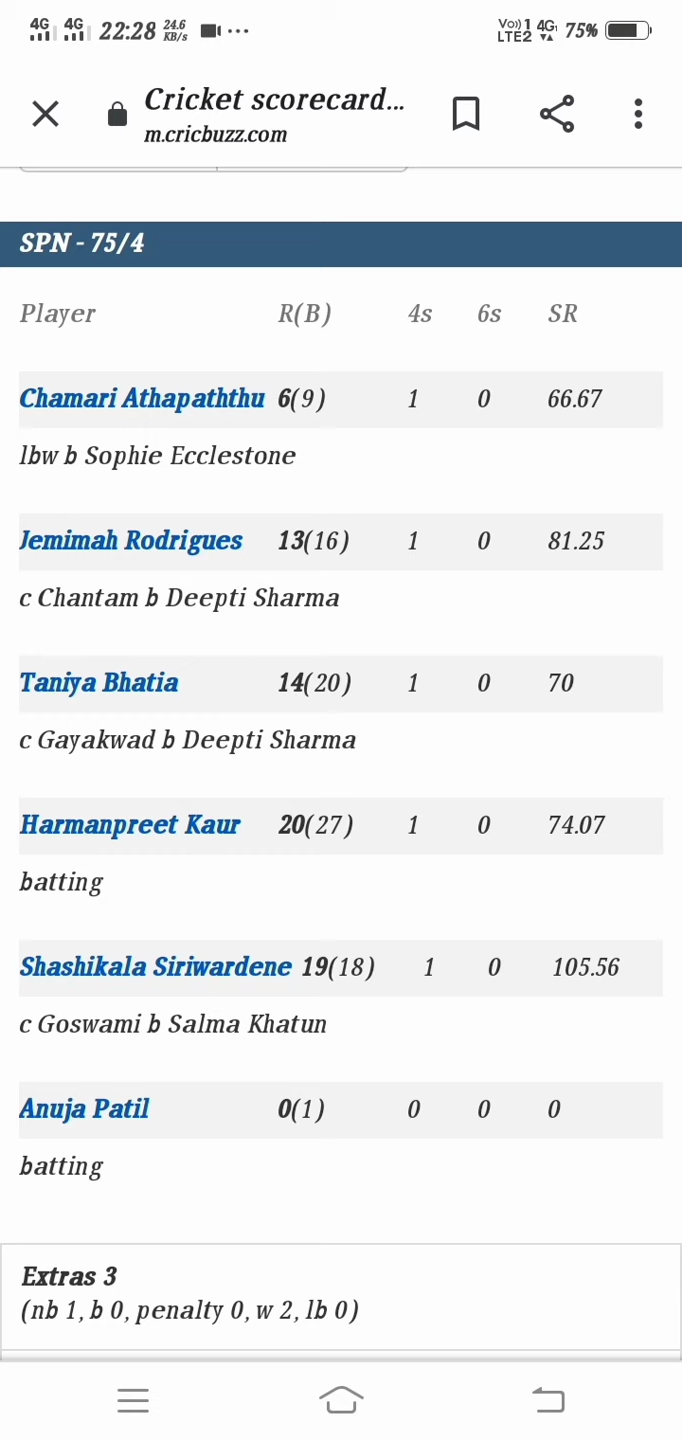 4G 4G 22:28 24.6 KB/s ... Vo)) 1 LTE2 4G 75%
Cricket scorecard...
m.cricbuzz.com
SPN - 75/4
Player R(B) 4s 6s SR
Chamari Athapaththu 6(9) 1 0 66.67
lbw b Sophie Ecclestone
Jemimah Rodrigues 13(16) 1 0 81.25
c Chantam b Deepti Sharma
Taniya Bhatia 14(20) 1 0 70
c Gayakwad b Deepti Sharma
Harmanpreet Kaur 20(27) 1 0 74.07
batting
Shashikala Siriwardene 19(18) 1 0 105.56
c Goswami b Salma Khatun
Anuja Patil 0(1) 0 0 0
batting
Extras 3
(nb 1, b 0, penalty 0, w 2, lb 0)